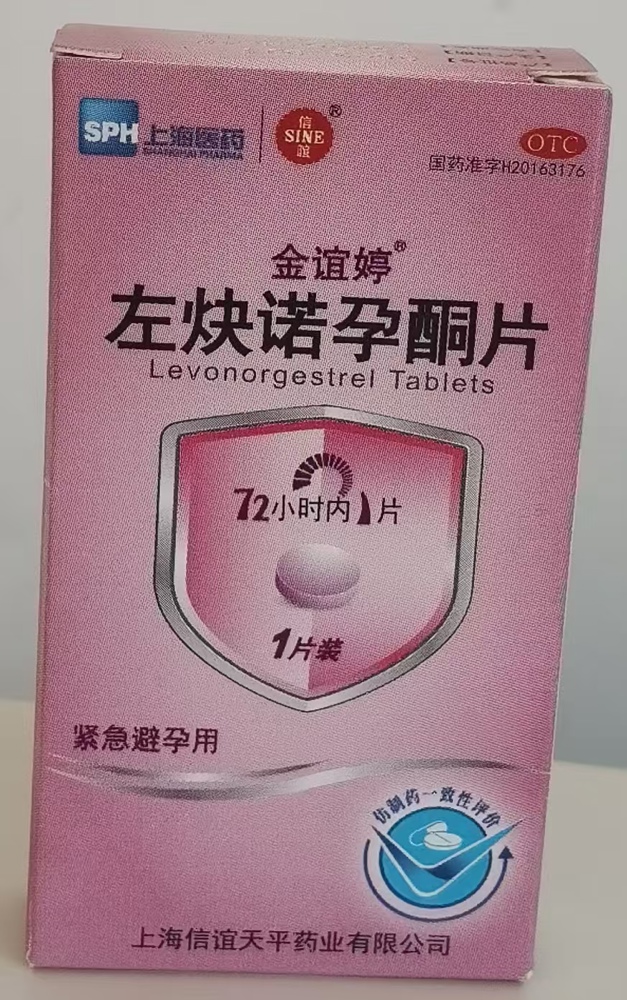 SPH 上海医药
SHANGHAI PHARMA
信
SINE
谊
®
OTC
国药准字H20163176
金谊婷®
左炔诺孕酮片
Levonorgestrel Tablets
72小时内1片
1片装
紧急避孕用
仿制药一致性评价
上海信谊天平药业有限公司